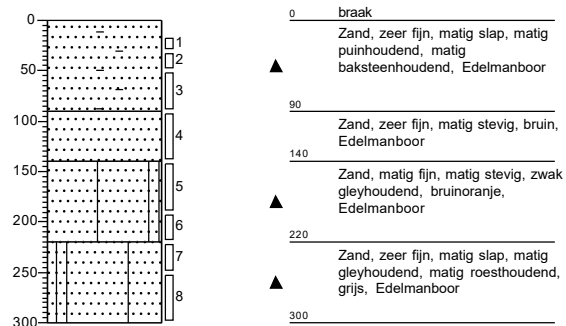 0
50
100
150
200
250
300
1
2
3
4
5
6
7
8
0 braak
Zand, zeer fijn, matig slap, matig
puinhoudend, matig
baksteenhoudend, Edelmanboor
90
Zand, zeer fijn, matig stevig, bruin,
Edelmanboor
140
Zand, matig fijn, matig stevig, zwak
gleyhoudend, bruinoranje,
Edelmanboor
220
Zand, zeer fijn, matig slap, matig
gleyhoudend, matig roesthoudend,
grijs, Edelmanboor
300